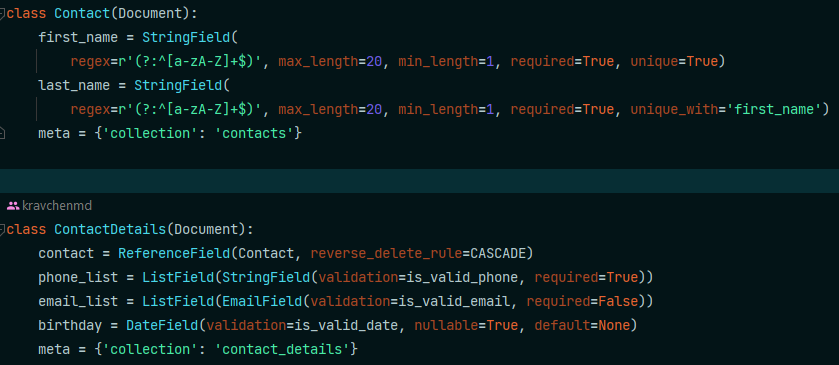 class Contact(Document):
    first_name = StringField(
        regex=r'(?:^[a-zA-Z]+$)', max_length=20, min_length=1, required=True, unique=True)
    last_name = StringField(
        regex=r'(?:^[a-zA-Z]+$)', max_length=20, min_length=1, required=True, unique_with='first_name')
    meta = {'collection': 'contacts'}
kravchenmd
class ContactDetails(Document):
    contact = ReferenceField(Contact, reverse_delete_rule=CASCADE)
    phone_list = ListField(StringField(validation=is_valid_phone, required=True))
    email_list = ListField(EmailField(validation=is_valid_email, required=False))
    birthday = DateField(validation=is_valid_date, nullable=True, default=None)
    meta = {'collection': 'contact_details'}